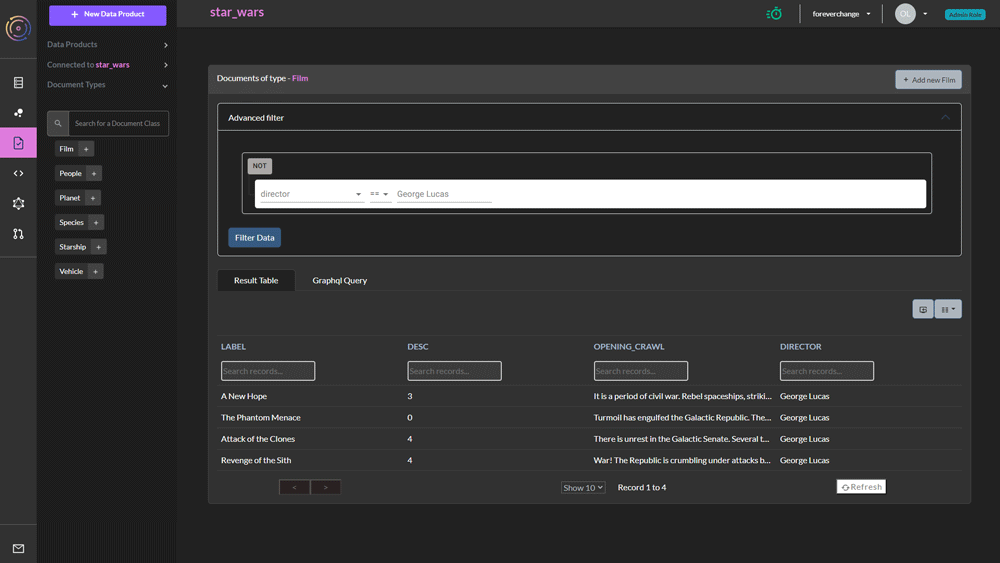 + New Data Product
star_wars
foreverchange
OL
Admin Role
Data Products
Connected to star_wars
Document Types
Search for a Document Class
Film +
People +
Planet +
Species +
Starship +
Vehicle +
Documents of type - Film
+ Add new Film
Advanced filter
NOT
director == George Lucas
Filter Data
Result Table Graphql Query
LABEL DESC OPENING_CRAWL DIRECTOR
Search records... Search records... Search records... Search records...
A New Hope 3 It is a period of civil war. Rebel spaceships, striki... George Lucas
The Phantom Menace 0 Turmoil has engulfed the Galactic Republic. The... George Lucas
Attack of the Clones 4 There is unrest in the Galactic Senate. Several t... George Lucas
Revenge of the Sith 4 War! The Republic is crumbling under attacks b... George Lucas
< > Show 10 Record 1 to 4 Refresh